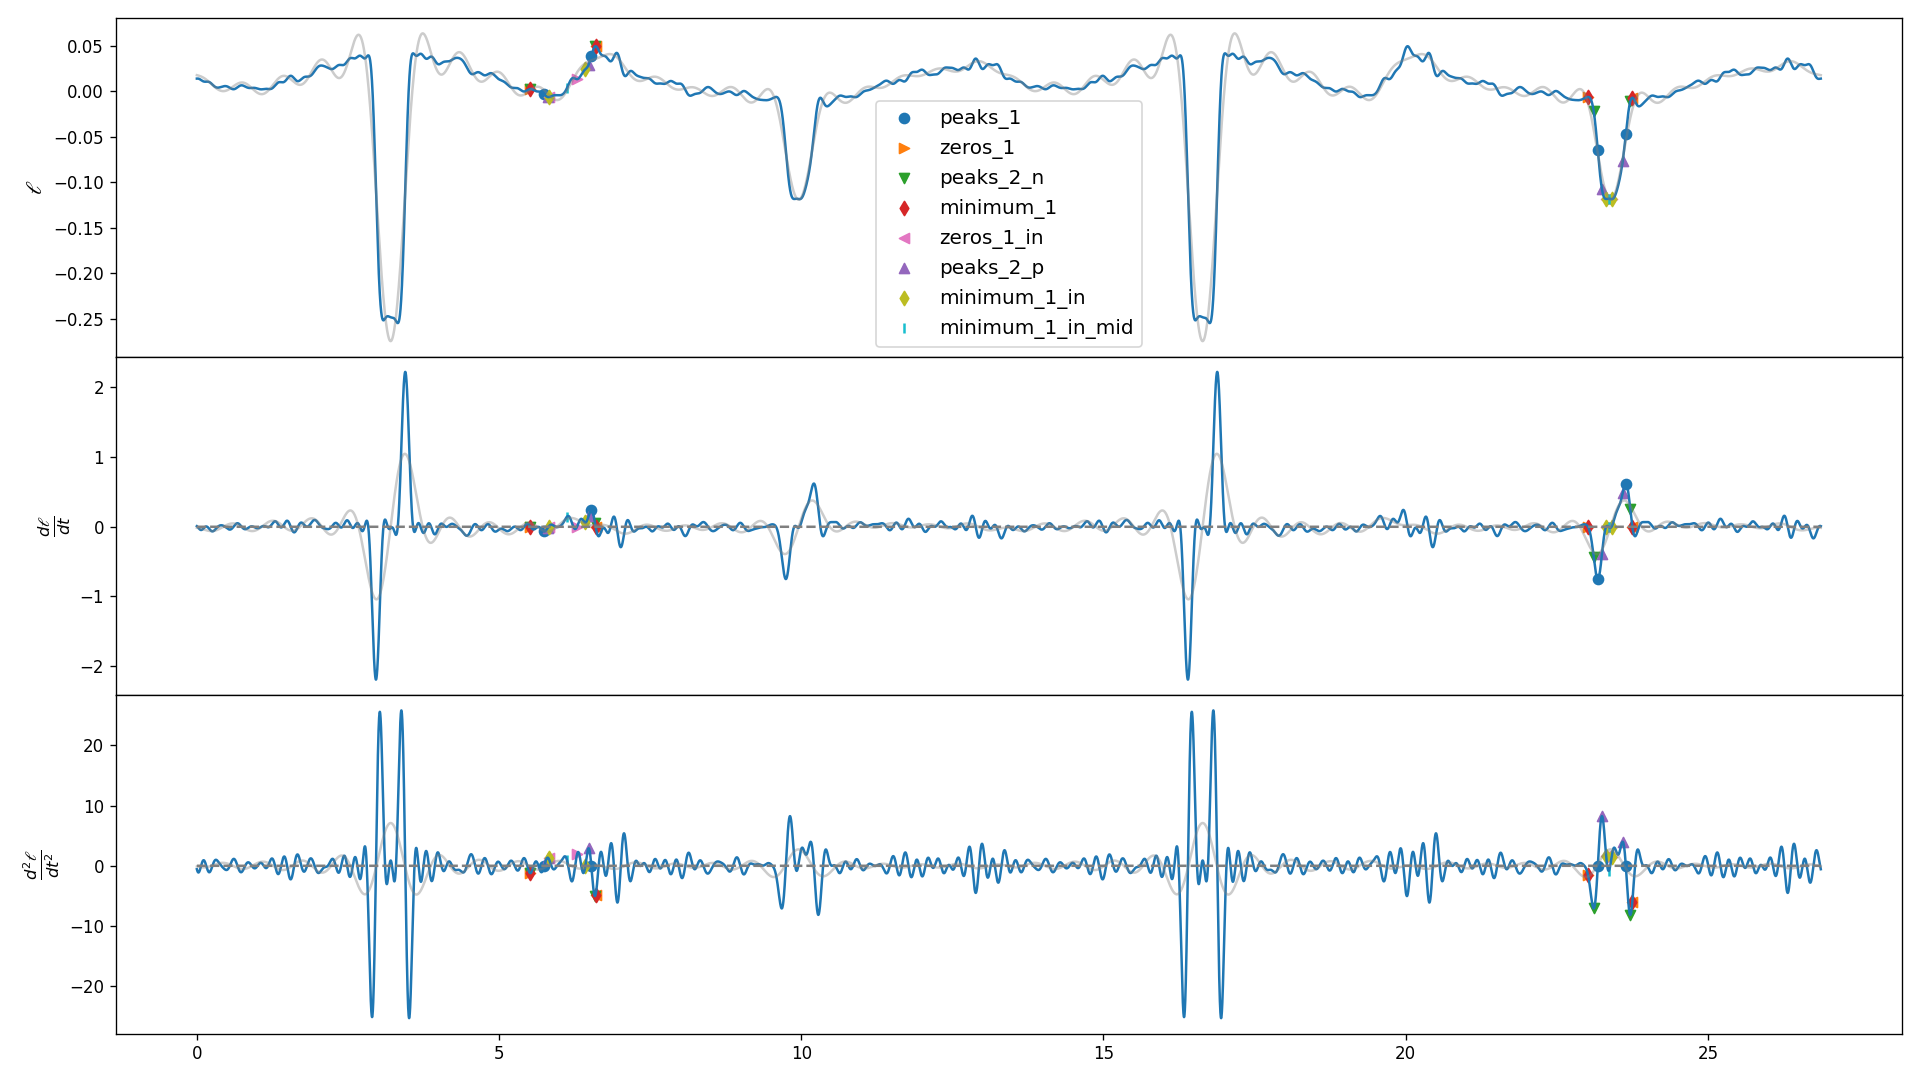 0.05
0.00
−0.05
−0.10
−0.15
−0.20
−0.25
ℓ
peaks_1
zeros_1
peaks_2_n
minimum_1
zeros_1_in
peaks_2_p
minimum_1_in
minimum_1_in_mid
2
1
0
−1
−2
dℓ
dt
20
10
0
−10
−20
d²ℓ
dt²
0 5 10 15 20 25